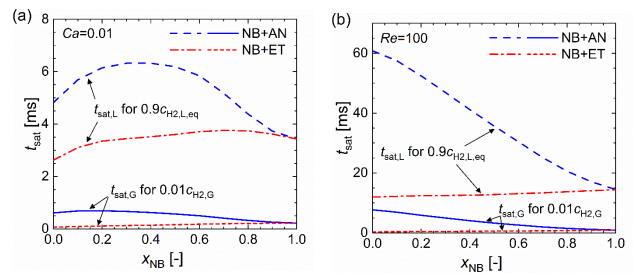 (a)
Ca=0.01
NB+AN
NB+ET
8
6
4
2
0
t_sat [ms]
t_sat,L for 0.9c_H2,L,eq
t_sat,G for 0.01c_H2,G
0.0 0.2 0.4 0.6 0.8 1.0
x_NB [-]
(b)
Re=100
NB+AN
NB+ET
60
40
20
0
t_sat [ms]
t_sat,L for 0.9c_H2,L,eq
t_sat,G for 0.01c_H2,G
0.0 0.2 0.4 0.6 0.8 1.0
x_NB [-]